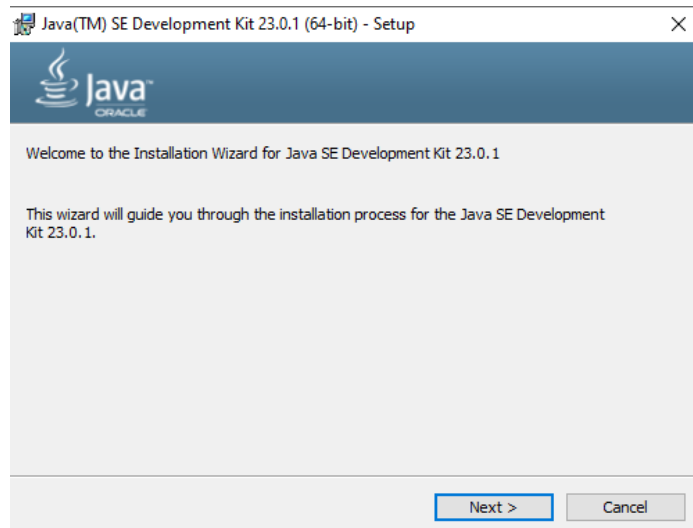 Java(TM) SE Development Kit 23.0.1 (64-bit) - Setup
Java™
ORACLE
Welcome to the Installation Wizard for Java SE Development Kit 23.0.1
This wizard will guide you through the installation process for the Java SE Development
Kit 23.0.1.
Next >
Cancel